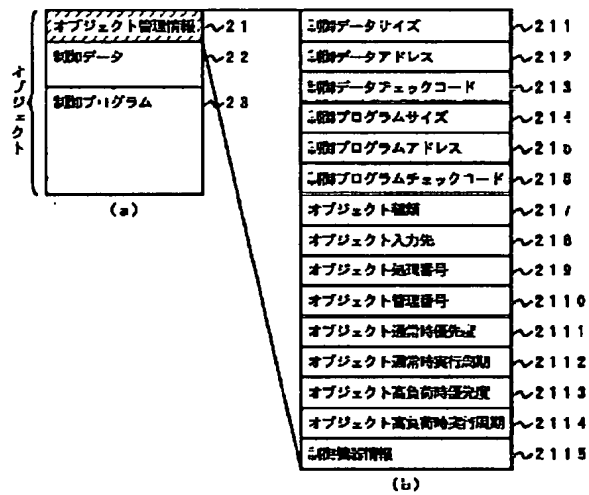 オブジェクト
オブジェクト管理情報 21
制御データ 22
制御プログラム 23
(a)
制御データサイズ 211
制御データアドレス 212
制御データチェックコード 213
制御プログラムサイズ 214
制御プログラムアドレス 215
制御プログラムチェックコード 216
オブジェクト種類 217
オブジェクト入力先 218
オブジェクト処理番号 219
オブジェクト管理番号 2110
オブジェクト通常時優先度 2111
オブジェクト通常時実行周期 2112
オブジェクト高負荷時優先度 2113
オブジェクト高負荷時実行周期 2114
機器情報 2115
(b)